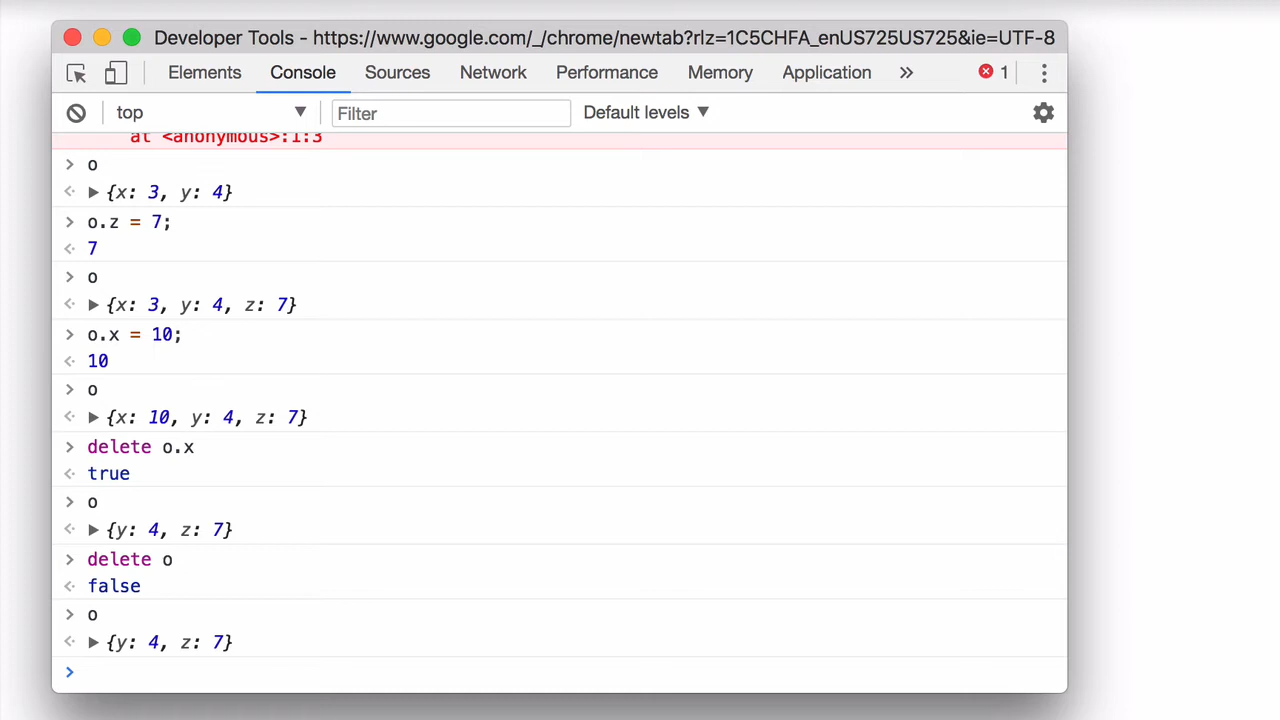 Developer Tools - https://www.google.com/_/chrome/newtab?rlz=1C5CHFA_enUS725US725&ie=UTF-8
Elements Console Sources Network Performance Memory Application » 1
top ▼ Filter Default levels ▼
at <anonymous>:1:3
> o
<· ▶ {x: 3, y: 4}
> o.z = 7;
<· 7
> o
<· ▶ {x: 3, y: 4, z: 7}
> o.x = 10;
<· 10
> o
<· ▶ {x: 10, y: 4, z: 7}
> delete o.x
<· true
> o
<· ▶ {y: 4, z: 7}
> delete o
<· false
> o
<· ▶ {y: 4, z: 7}
>